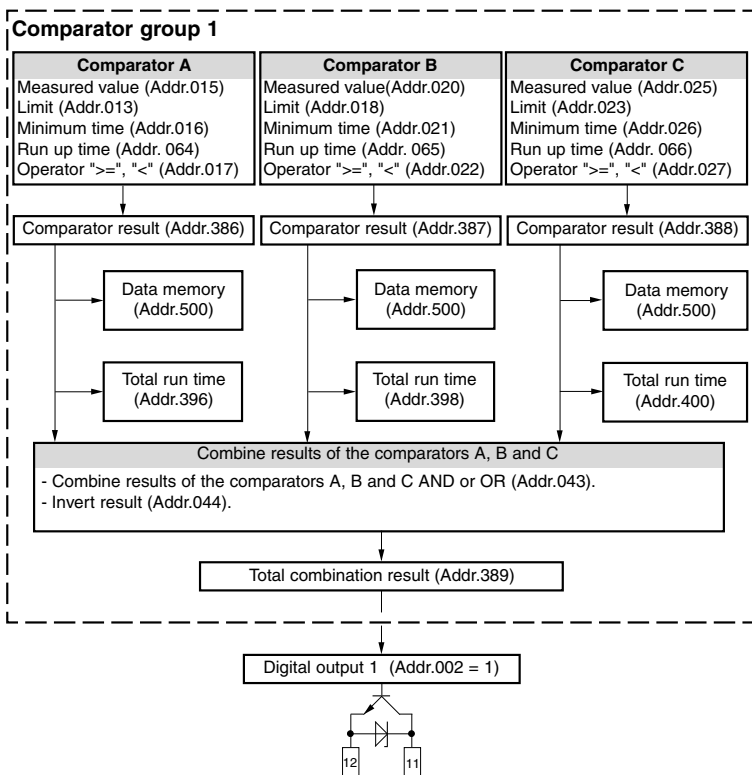 Comparator group 1
Comparator A
Measured value (Addr.015)
Limit (Addr.013)
Minimum time (Addr.016)
Run up time (Addr. 064)
Operator ">=", "<" (Addr.017)
Comparator B
Measured value(Addr.020)
Limit (Addr.018)
Minimum time (Addr.021)
Run up time (Addr. 065)
Operator ">=", "<" (Addr.022)
Comparator C
Measured value (Addr.025)
Limit (Addr.023)
Minimum time (Addr.026)
Run up time (Addr. 066)
Operator ">=", "<" (Addr.027)
Comparator result (Addr.386)
Comparator result (Addr.387)
Comparator result (Addr.388)
Data memory
(Addr.500)
Data memory
(Addr.500)
Data memory
(Addr.500)
Total run time
(Addr.396)
Total run time
(Addr.398)
Total run time
(Addr.400)
Combine results of the comparators A, B and C
- Combine results of the comparators A, B and C AND or OR (Addr.043).
- Invert result (Addr.044).
Total combination result (Addr.389)
Digital output 1 (Addr.002 = 1)
12
11